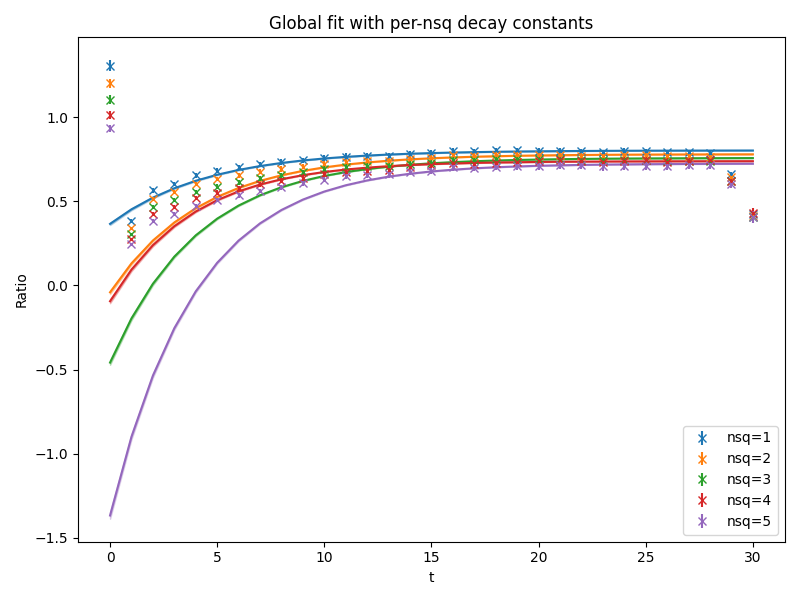 Global fit with per-nsq decay constants
Ratio
1.0
0.5
0.0
−0.5
−1.0
−1.5
0 5 10 15 20 25 30
t
nsq=1
nsq=2
nsq=3
nsq=4
nsq=5